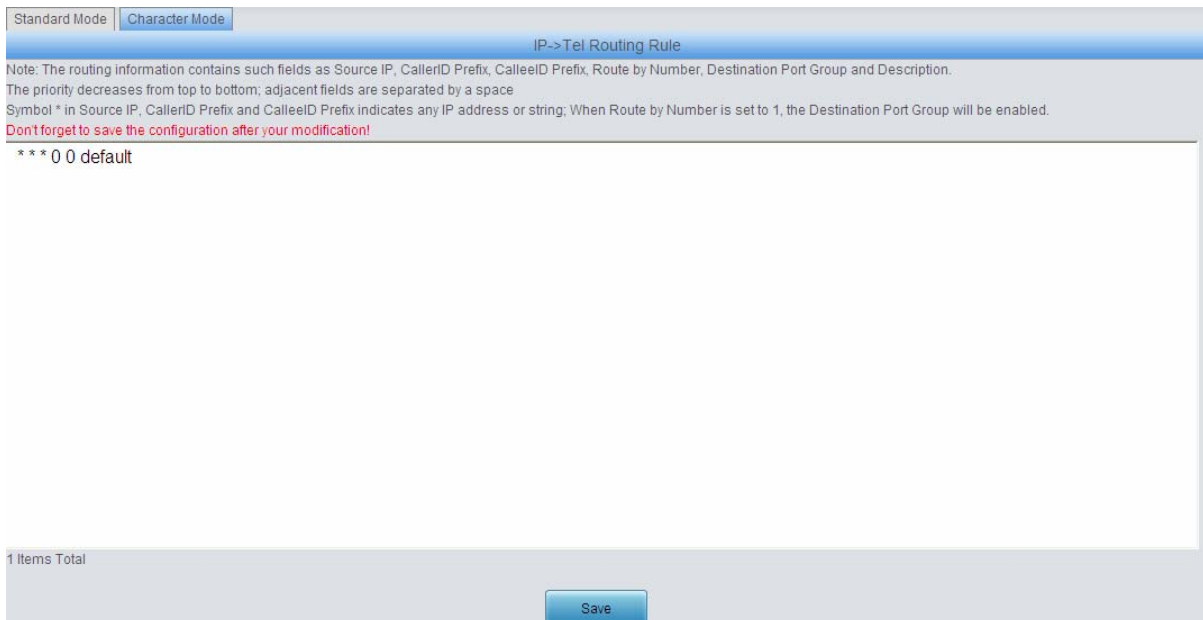 Standard Mode Character Mode
IP->Tel Routing Rule
Note: The routing information contains such fields as Source IP, CallerID Prefix, CalleeID Prefix, Route by Number, Destination Port Group and Description.
The priority decreases from top to bottom; adjacent fields are separated by a space
Symbol * in Source IP, CallerID Prefix and CalleeID Prefix indicates any IP address or string; When Route by Number is set to 1, the Destination Port Group will be enabled.
Don't forget to save the configuration after your modification!
* * * 0 0 default
1 Items Total
Save